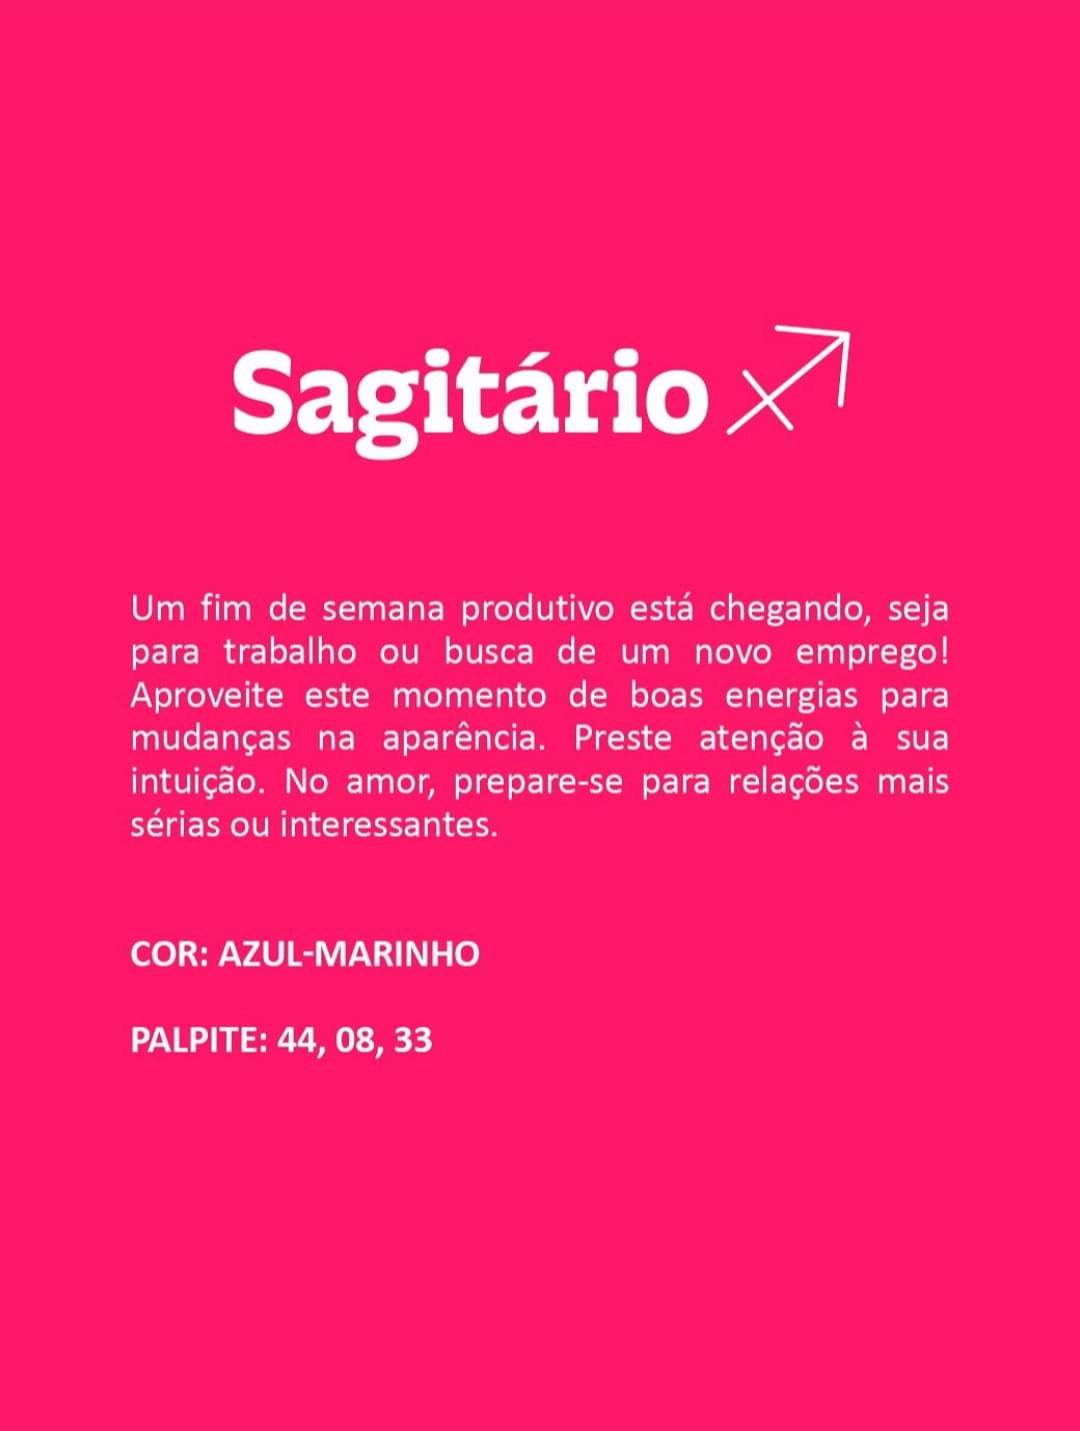 Sagitário
Um fim de semana produtivo está chegando, seja
para trabalho ou busca de um novo emprego!
Aproveite este momento de boas energias para
mudanças na aparência. Preste atenção à sua
intuição. No amor, prepare-se para relações mais
sérias ou interessantes.
COR: AZUL-MARINHO
PALPITE: 44, 08, 33